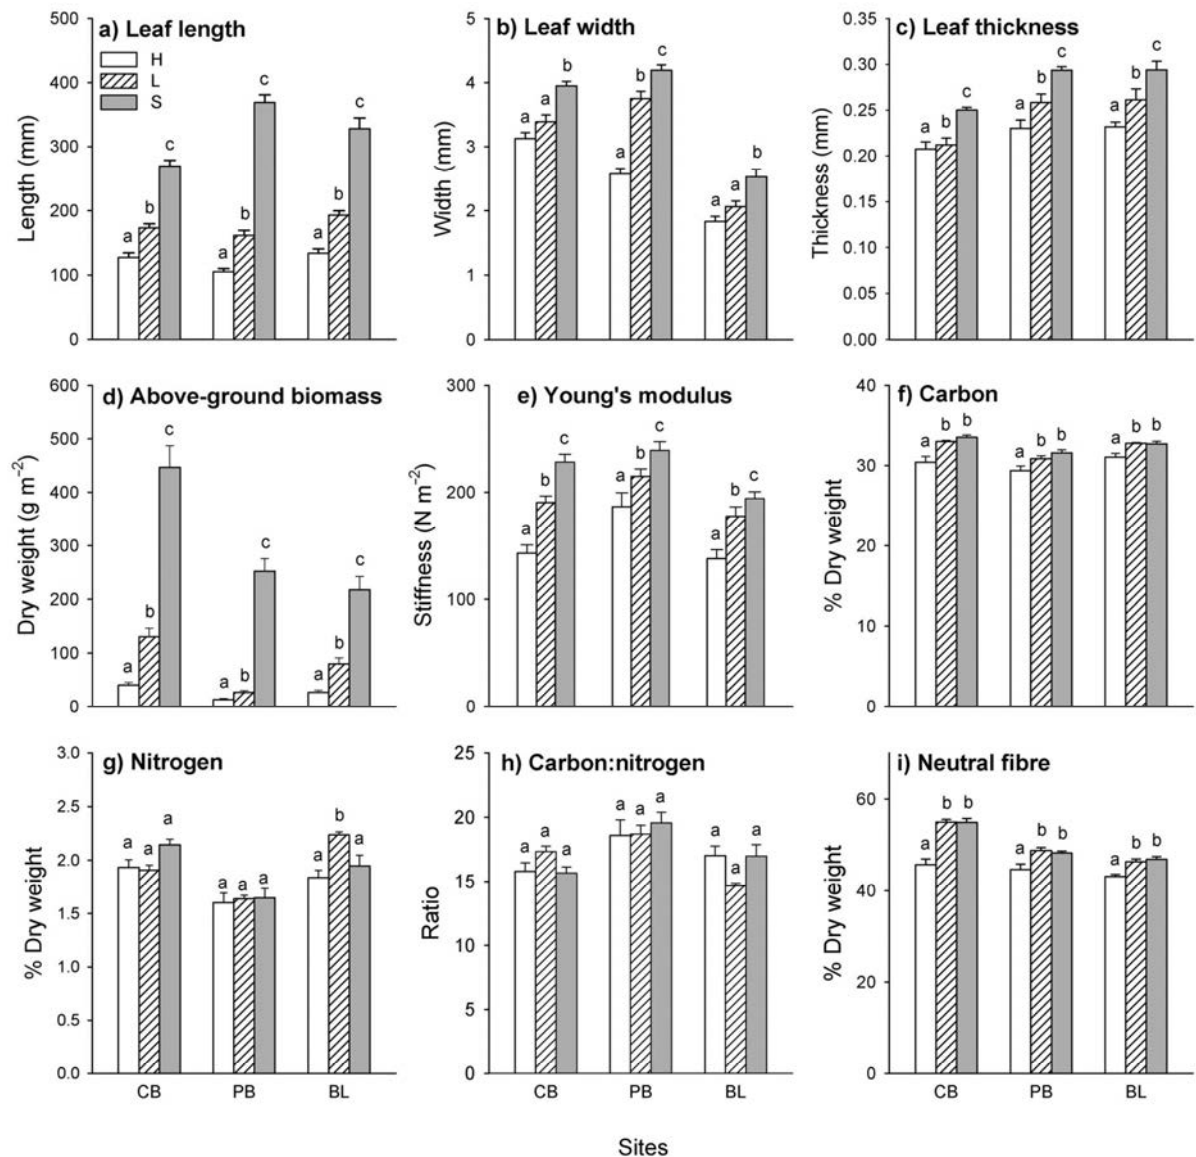 a) Leaf length
H
L
S
Length (mm)
500
400
300
200
100
0
a b c a b c a b c
b) Leaf width
Width (mm)
5
4
3
2
1
0
a a b a b c a a b
c) Leaf thickness
Thickness (mm)
0.35
0.30
0.25
0.20
0.15
0.10
0.05
0.00
a b c a b c a b c
d) Above-ground biomass
Dry weight (g m⁻²)
600
500
400
300
200
100
0
a b c a b c a b c
e) Young's modulus
Stiffness (N m⁻²)
300
200
100
0
a b c a b c a b c
f) Carbon
% Dry weight
40
30
20
10
0
a b b a b b a b b
g) Nitrogen
% Dry weight
3.0
2.5
2.0
1.5
1.0
0.5
0.0
a a a a a a a b a
CB PB BL
h) Carbon:nitrogen
Ratio
25
20
15
10
5
0
a a a a a a a a a
CB PB BL
i) Neutral fibre
% Dry weight
60
40
20
0
a b b a b b a b b
CB PB BL
Sites